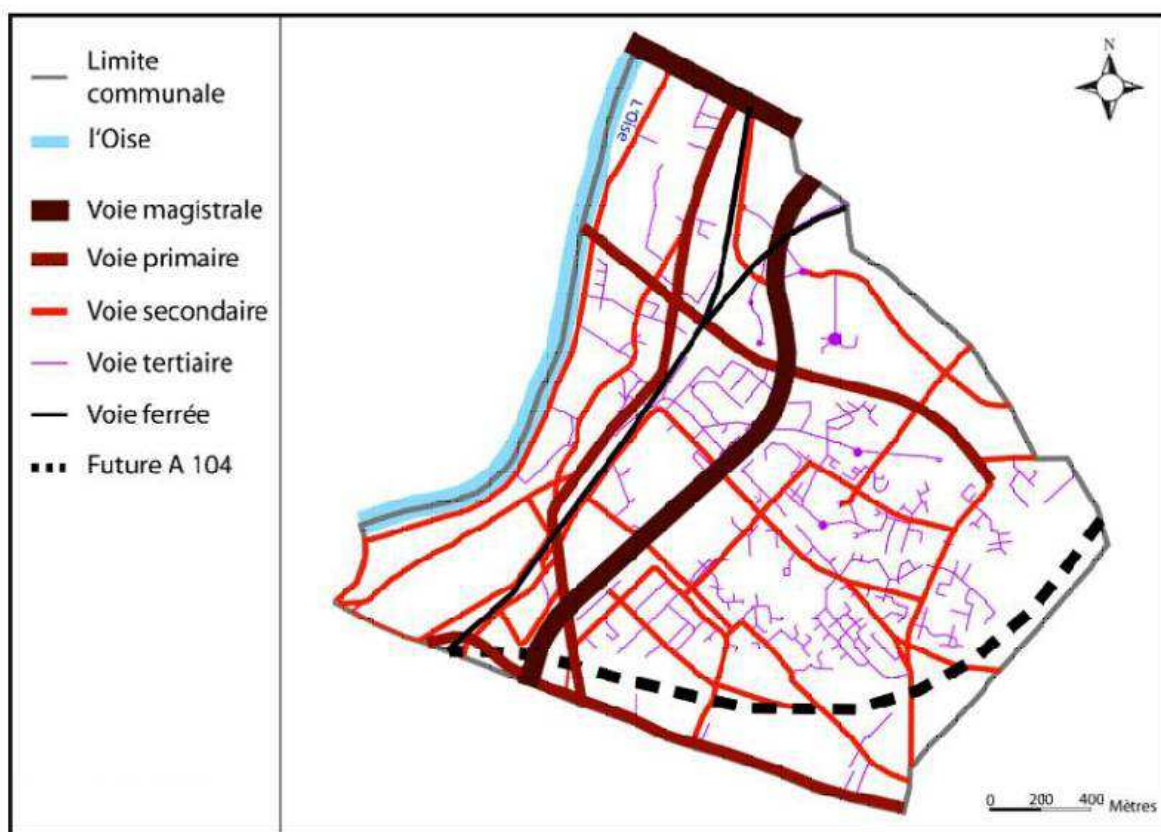 Limite
communale
l'Oise
Voie magistrale
Voie primaire
Voie secondaire
Voie tertiaire
Voie ferrée
Future A 104
L'Oise
N
0 200 400 Mètres